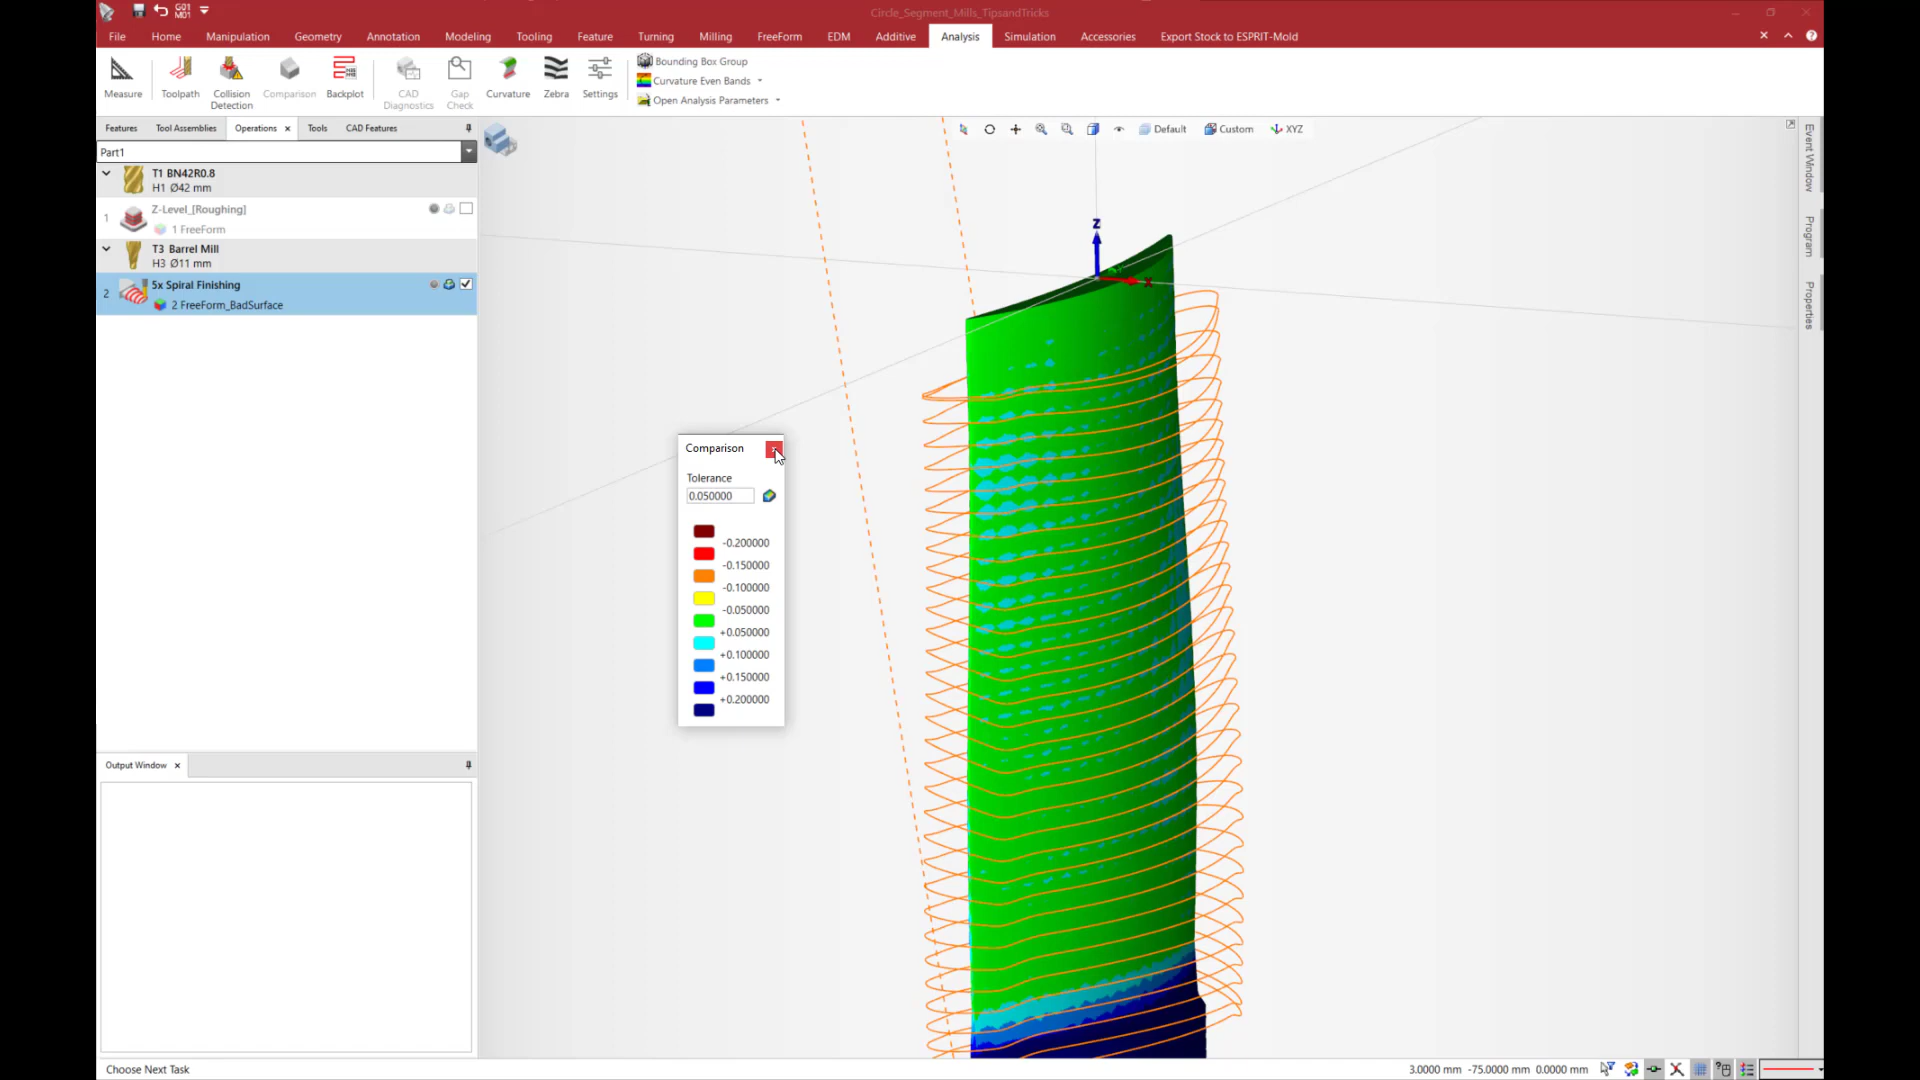 G01
M01
Circle_Segment_Mills_TipsandTricks
File Home Manipulation Geometry Annotation Modeling Tooling Feature Turning Milling FreeForm EDM Additive Analysis Simulation Accessories Export Stock to ESPRIT-Mold
Measure Toolpath Collision Detection Comparison Backplot CAD Diagnostics Gap Check Curvature Zebra Settings
Bounding Box Group
Curvature Even Bands
Open Analysis Parameters
Features Tool Assemblies Operations Tools CAD Features
Default Custom XYZ
Part1
T1 BN42R0.8
H1 Ø42 mm
1 Z-Level_[Roughing]
1 FreeForm
T3 Barrel Mill
H3 Ø11 mm
2 5x Spiral Finishing
2 FreeForm_BadSurface
Z
X
Comparison
Tolerance
0.050000
-0.200000
-0.150000
-0.100000
-0.050000
+0.050000
+0.100000
+0.150000
+0.200000
Event Window
Program
Properties
Output Window
Choose Next Task
3.0000 mm -75.0000 mm 0.0000 mm